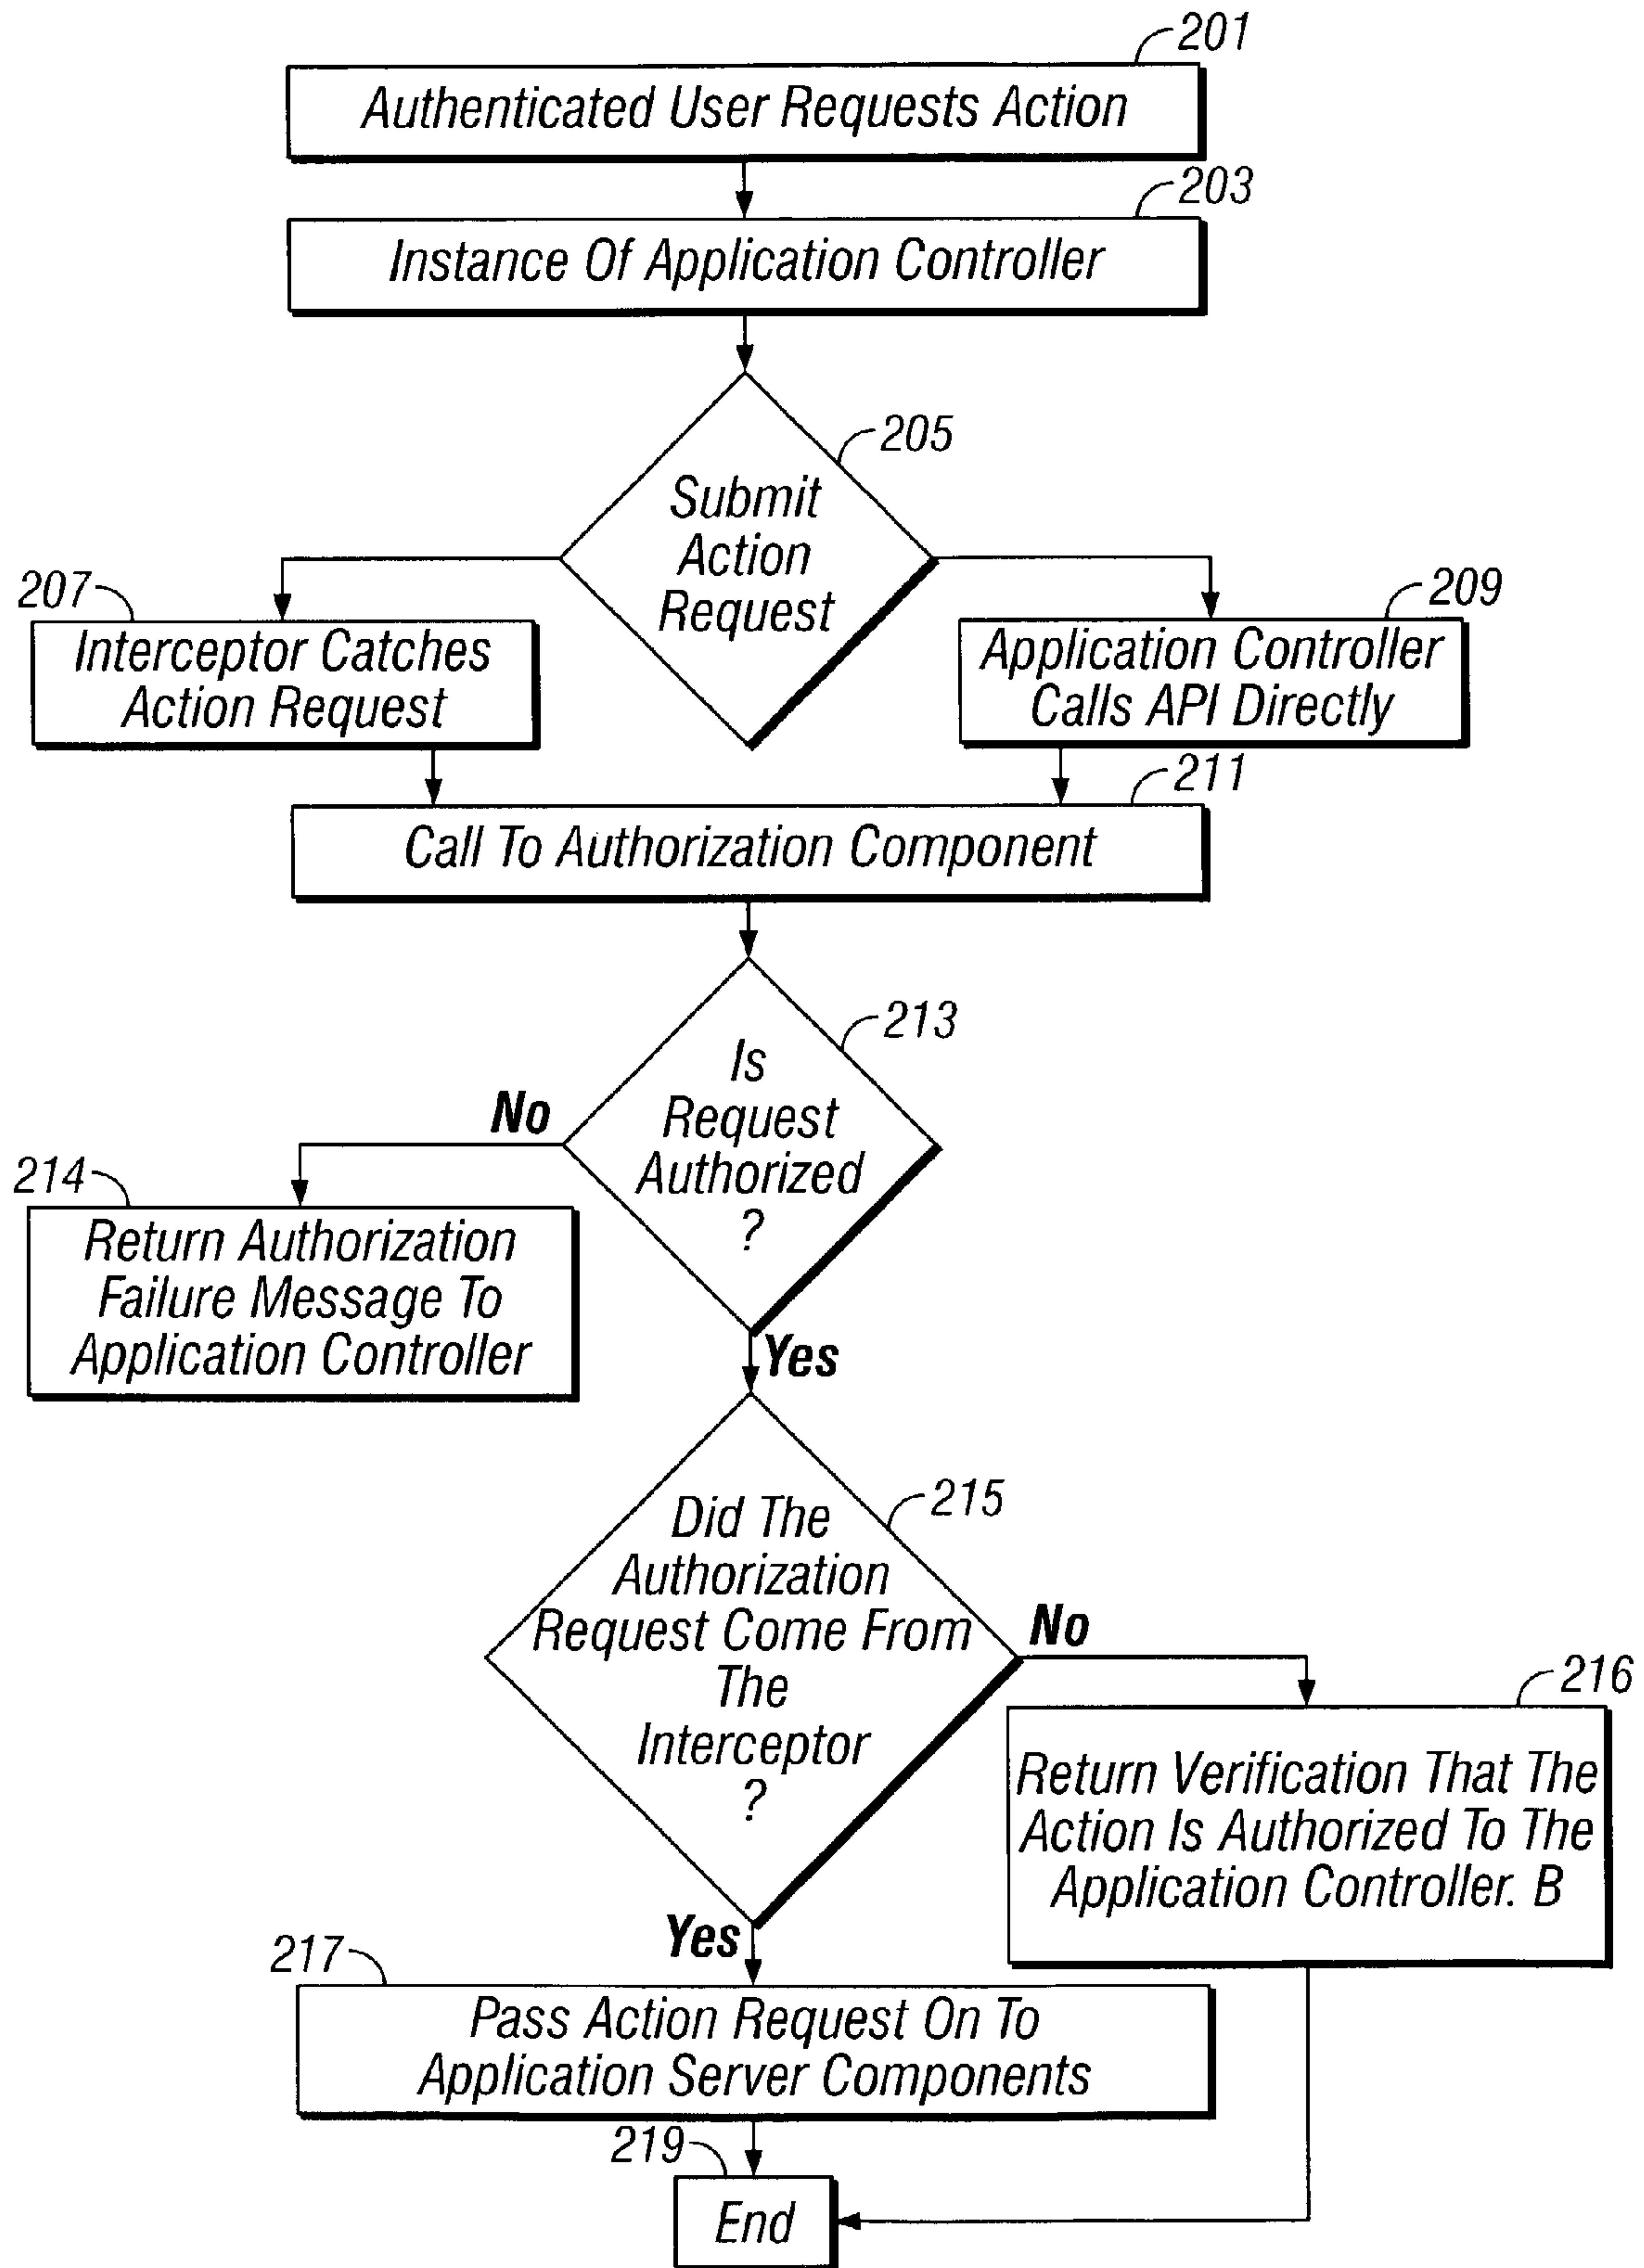 201
Authenticated User Requests Action
203
Instance Of Application Controller
205
Submit
Action
Request
207
Interceptor Catches
Action Request
209
Application Controller
Calls API Directly
211
Call To Authorization Component
213
Is
Request
Authorized
?
No
214
Return Authorization
Failure Message To
Application Controller
Yes
215
Did The
Authorization
Request Come From
The
Interceptor
?
No
216
Return Verification That The
Action Is Authorized To The
Application Controller. B
Yes
217
Pass Action Request On To
Application Server Components
219
End